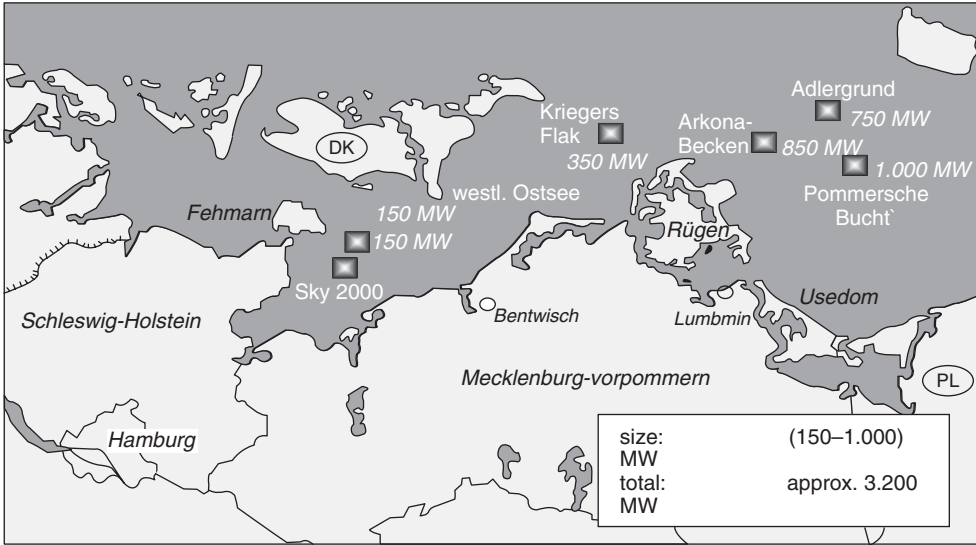 Adlergrund
750 MW
Kriegers
Flak
350 MW
Arkona-
Becken
850 MW
1.000 MW
Pommersche
Bucht`
DK
westl. Ostsee
150 MW
150 MW
Fehmarn
Sky 2000
Rügen
Usedom
Schleswig-Holstein
Bentwisch
Lumbmin
Mecklenburg-vorpommern
PL
Hamburg
size: (150–1.000)
MW
total: approx. 3.200
MW